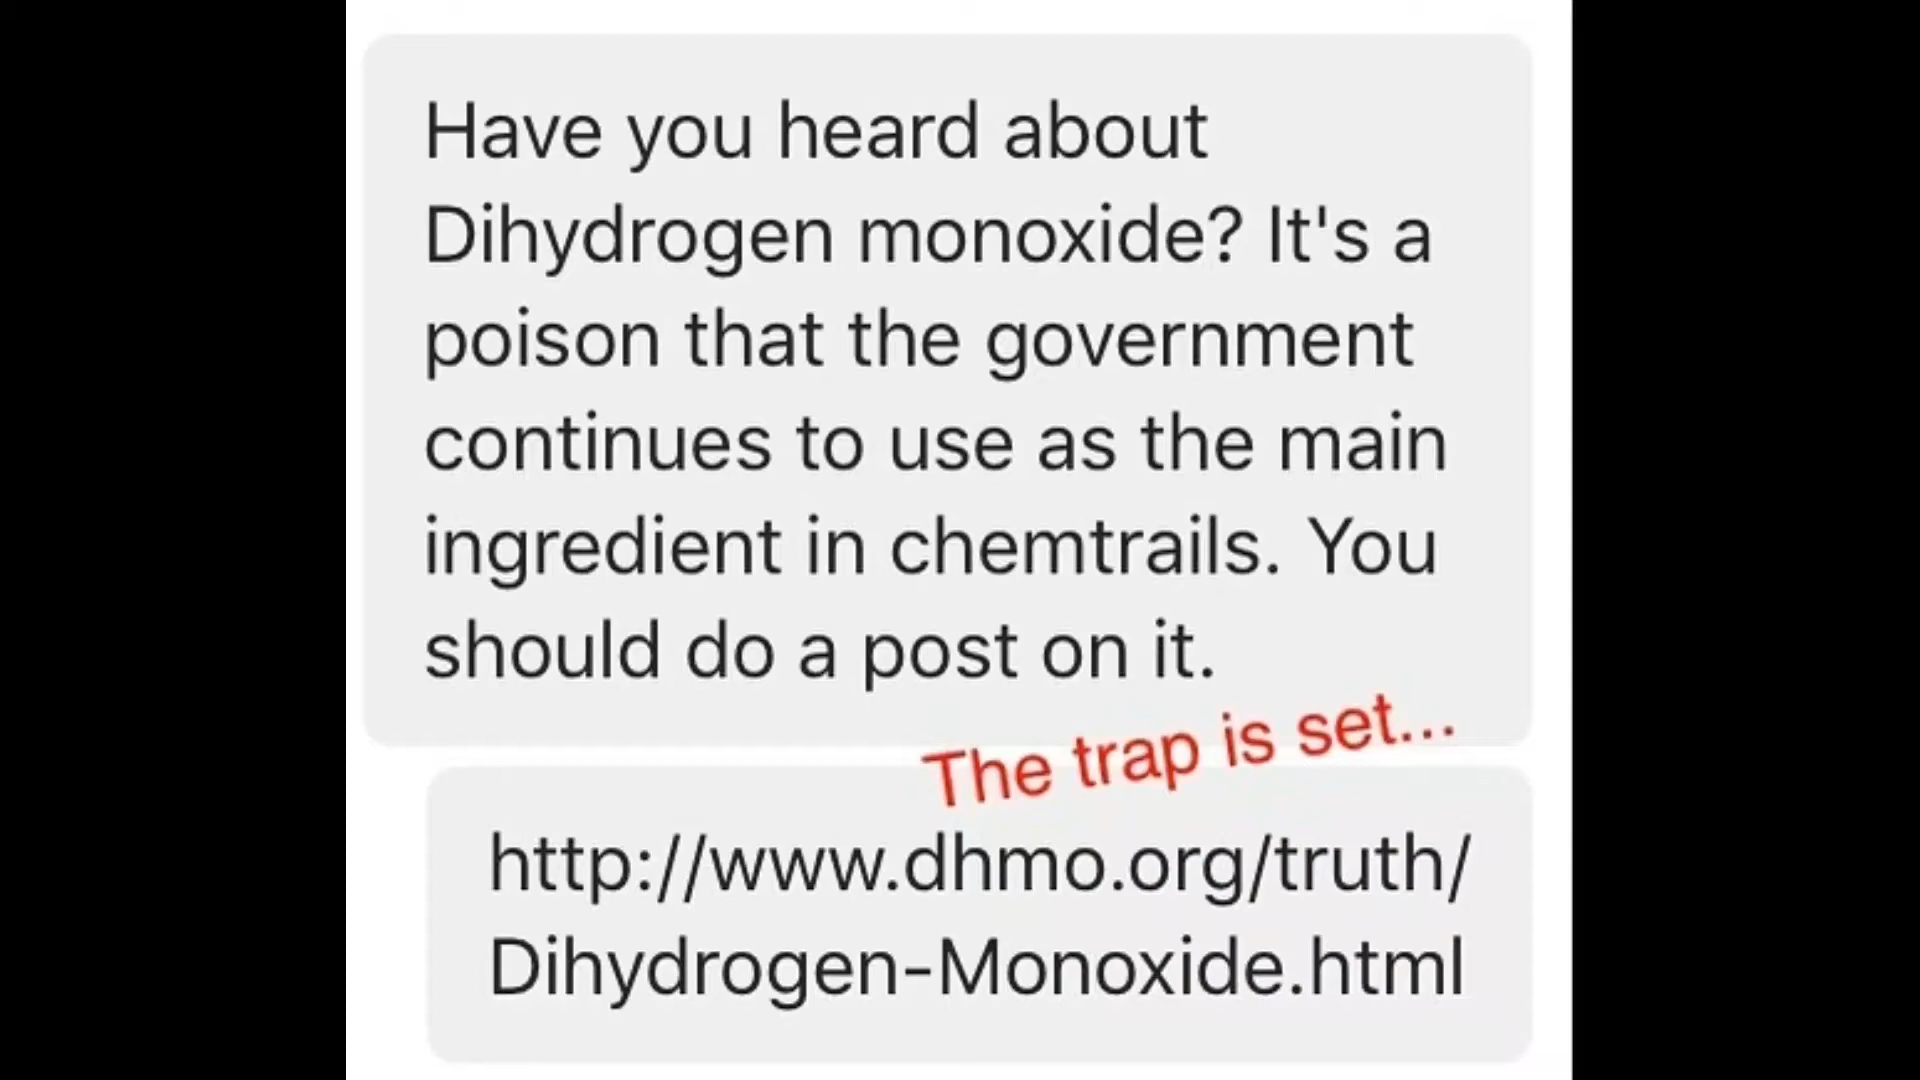 Have you heard about
Dihydrogen monoxide? It's a
poison that the government
continues to use as the main
ingredient in chemtrails. You
should do a post on it.
The trap is set...
http://www.dhmo.org/truth/
Dihydrogen-Monoxide.html